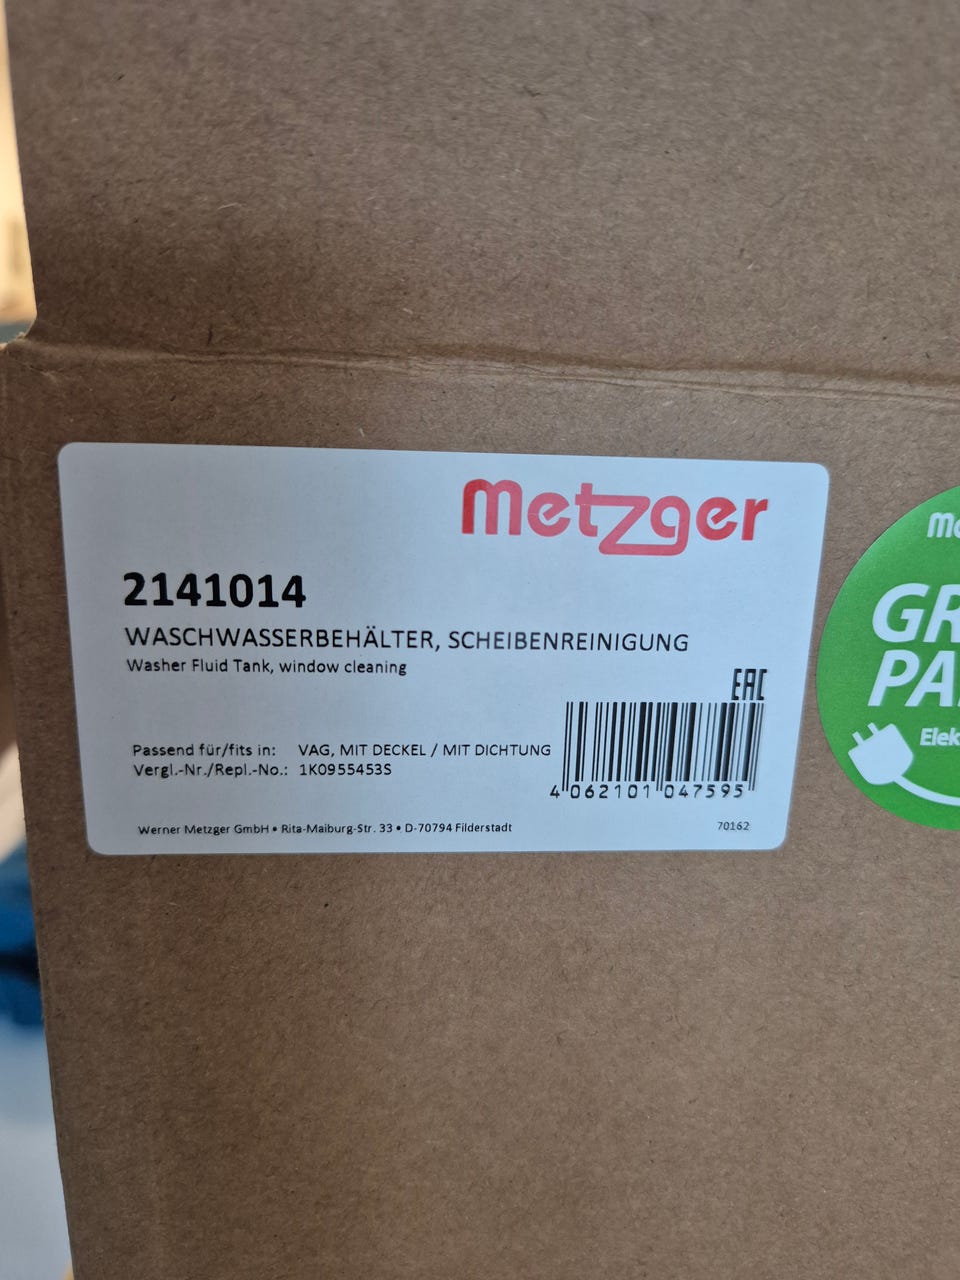 Metzger
2141014
WASCHWASSERBEHÄLTER, SCHEIBENREINIGUNG
Washer Fluid Tank, window cleaning
EAC
Passend für/fits in: VAG, MIT DECKEL / MIT DICHTUNG
Vergl.-Nr./Repl.-No.: 1K0955453S
4 062101 047595
Werner Metzger GmbH • Rita-Maiburg-Str. 33 • D-70794 Filderstadt
70162